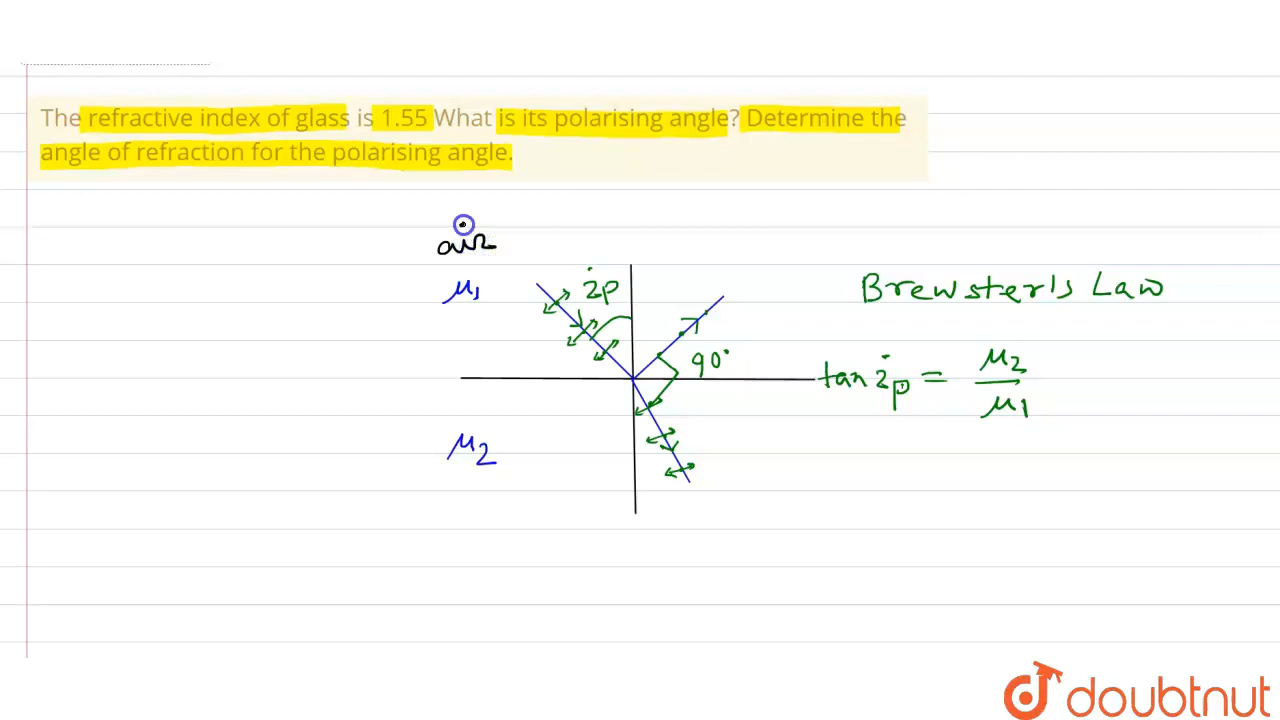 The refractive index of glass is 1.55 What is its polarising angle? Determine the
angle of refraction for the polarising angle.
air
μ1
ip
Brewster's Law
90°
tan ip = μ2/μ1
μ2
doubtnut